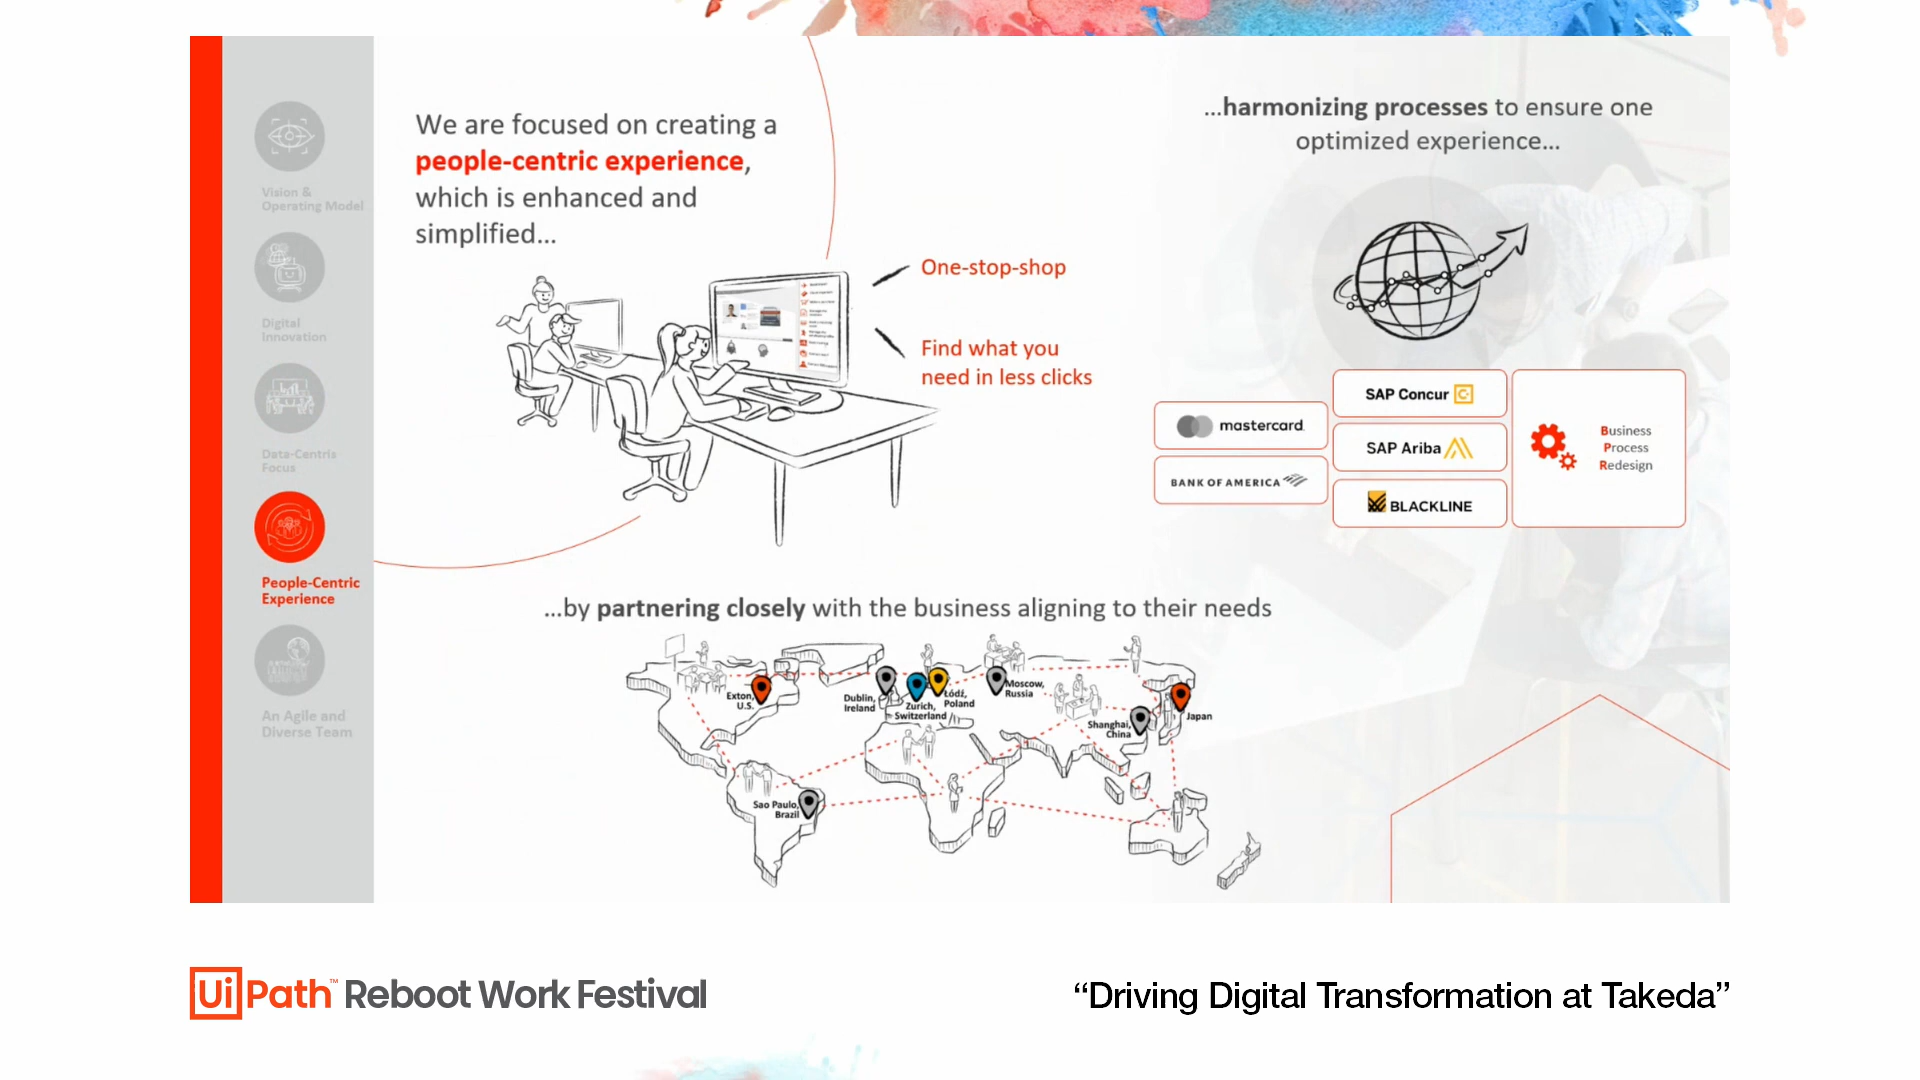 Vision &
Operating Model
Digital
Innovation
Data-Centric
Focus
People-Centric
Experience
An Agile and
Diverse Team
We are focused on creating a
people-centric experience,
which is enhanced and
simplified...
One-stop-shop
Find what you
need in less clicks
...harmonizing processes to ensure one
optimized experience...
mastercard.
BANK OF AMERICA
SAP Concur
SAP Ariba
BLACKLINE
Business
Process
Redesign
...by partnering closely with the business aligning to their needs
Exton,
U.S.
Dublin,
Ireland
Zurich,
Switzerland
Łódź,
Poland
Moscow,
Russia
Shanghai,
China
Japan
Sao Paulo,
Brazil
UiPath™ Reboot Work Festival
“Driving Digital Transformation at Takeda”